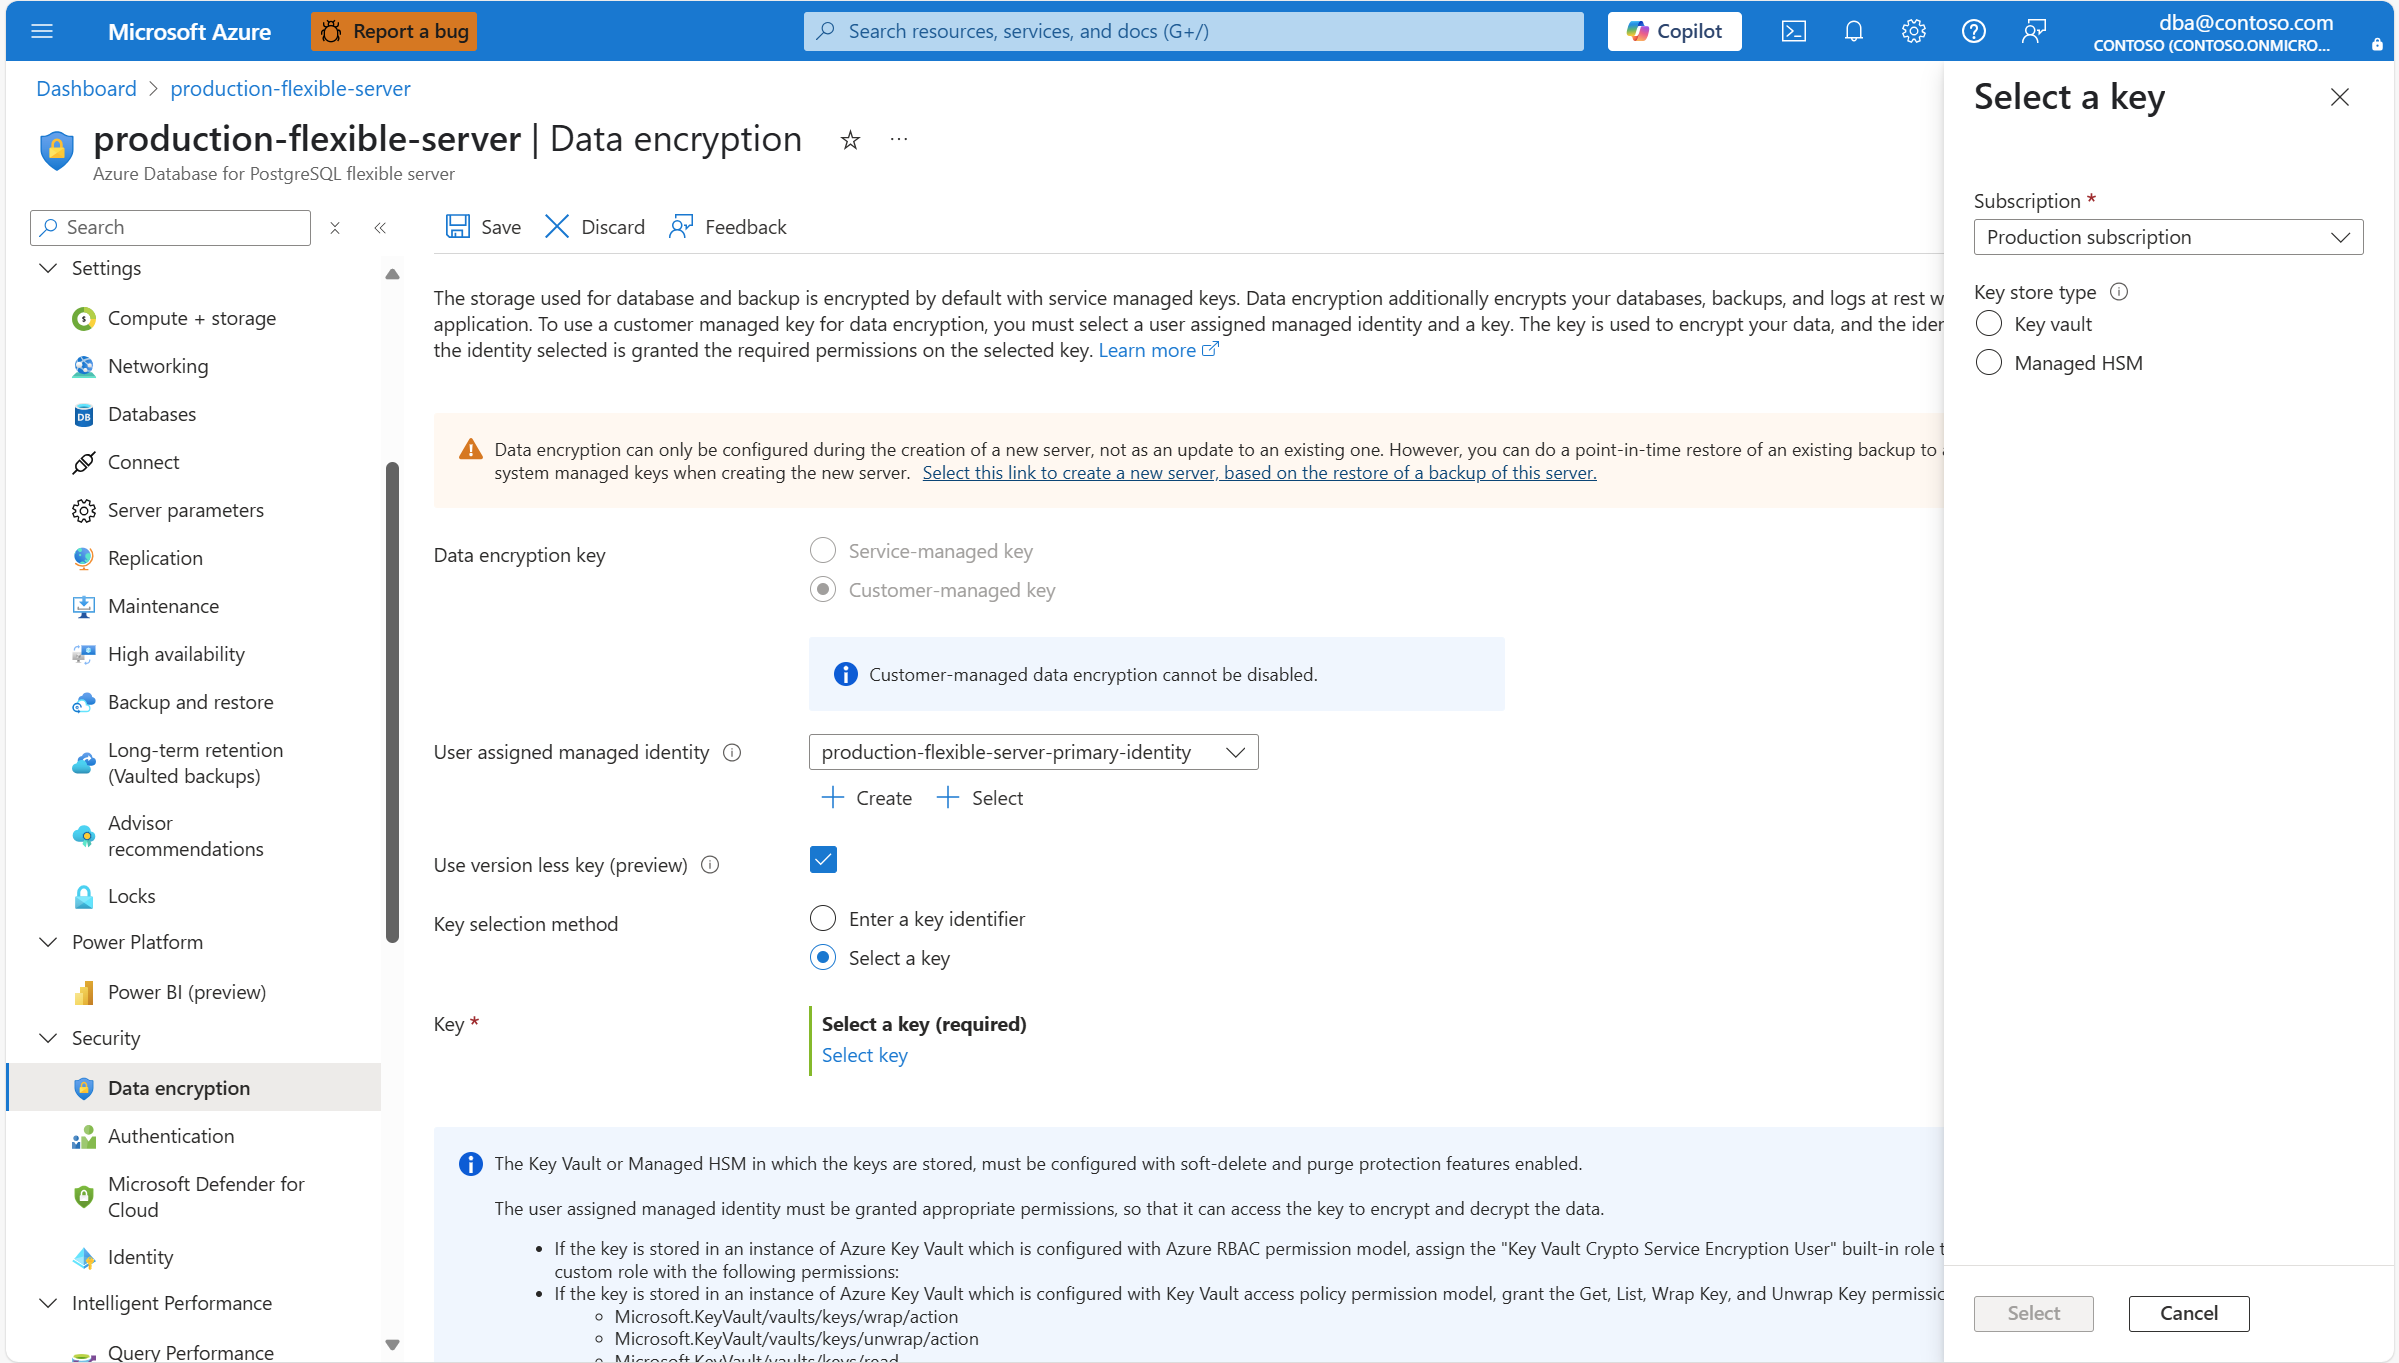 Microsoft Azure
Report a bug
Search resources, services, and docs (G+/)
Copilot
dba@contoso.com
CONTOSO (CONTOSO.ONMICRO...
Dashboard
production-flexible-server
production-flexible-server | Data encryption
...
Azure Database for PostgreSQL flexible server
Search
Settings
Compute + storage
Networking
Databases
Connect
Server parameters
Replication
Maintenance
High availability
Backup and restore
Long-term retention
(Vaulted backups)
Advisor
recommendations
Locks
Power Platform
Power BI (preview)
Security
Data encryption
Authentication
Microsoft Defender for
Cloud
Identity
Intelligent Performance
Query Performance
Save
Discard
Feedback
The storage used for database and backup is encrypted by default with service managed keys. Data encryption additionally encrypts your databases, backups, and logs at rest
application. To use a customer managed key for data encryption, you must select a user assigned managed identity and a key. The key is used to encrypt your data, and the
the identity selected is granted the required permissions on the selected key. Learn more
Data encryption can only be configured during the creation of a new server, not as an update to an existing one. However, you can do a point-in-time restore of an existing backup to
system managed keys when creating the new server. Select this link to create a new server, based on the restore of a backup of this server.
Data encryption key
Service-managed key
Customer-managed key
Customer-managed data encryption cannot be disabled.
User assigned managed identity
production-flexible-server-primary-identity
Create
Select
Use version less key (preview)
Key selection method
Enter a key identifier
Select a key
Key *
Select a key (required)
Select key
The Key Vault or Managed HSM in which the keys are stored, must be configured with soft-delete and purge protection features enabled.
The user assigned managed identity must be granted appropriate permissions, so that it can access the key to encrypt and decrypt the data.
• If the key is stored in an instance of Azure Key Vault which is configured with Azure RBAC permission model, assign the "Key Vault Crypto Service Encryption User" built-in role
custom role with the following permissions:
• If the key is stored in an instance of Azure Key Vault which is configured with Key Vault access policy permission model, grant the Get, List, Wrap Key, and Unwrap Key
Microsoft.KeyVault/vaults/keys/wrap/action
Microsoft.KeyVault/vaults/keys/unwrap/action
Microsoft.KeyVault/vaults/keys/read
Select a key
Subscription *
Production subscription
Key store type
Key vault
Managed HSM
Select
Cancel